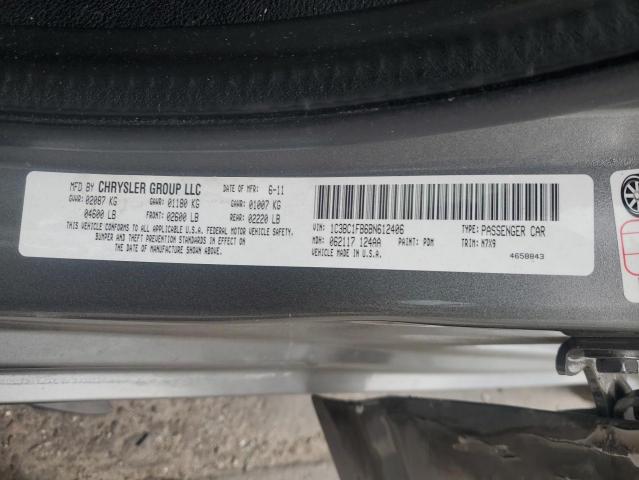 MFD BY CHRYSLER GROUP LLC DATE OF MFR: 6-11
GVWR: 02087 KG GAWR: 01180 KG GAWR: 01007 KG
04600 LB FRONT: 02600 LB REAR: 02220 LB
THIS VEHICLE CONFORMS TO ALL APPLICABLE U.S.A. FEDERAL MOTOR VEHICLE SAFETY,
BUMPER AND THEFT PREVENTION STANDARDS IN EFFECT ON
THE DATE OF MANUFACTURE SHOWN ABOVE.
VIN: 1C3BC1FB6BN612406 TYPE: PASSENGER CAR
MDH: 062117 124AA PAINT: PDM TRIM: N7X9
VEHICLE MADE IN U.S.A. 4658843